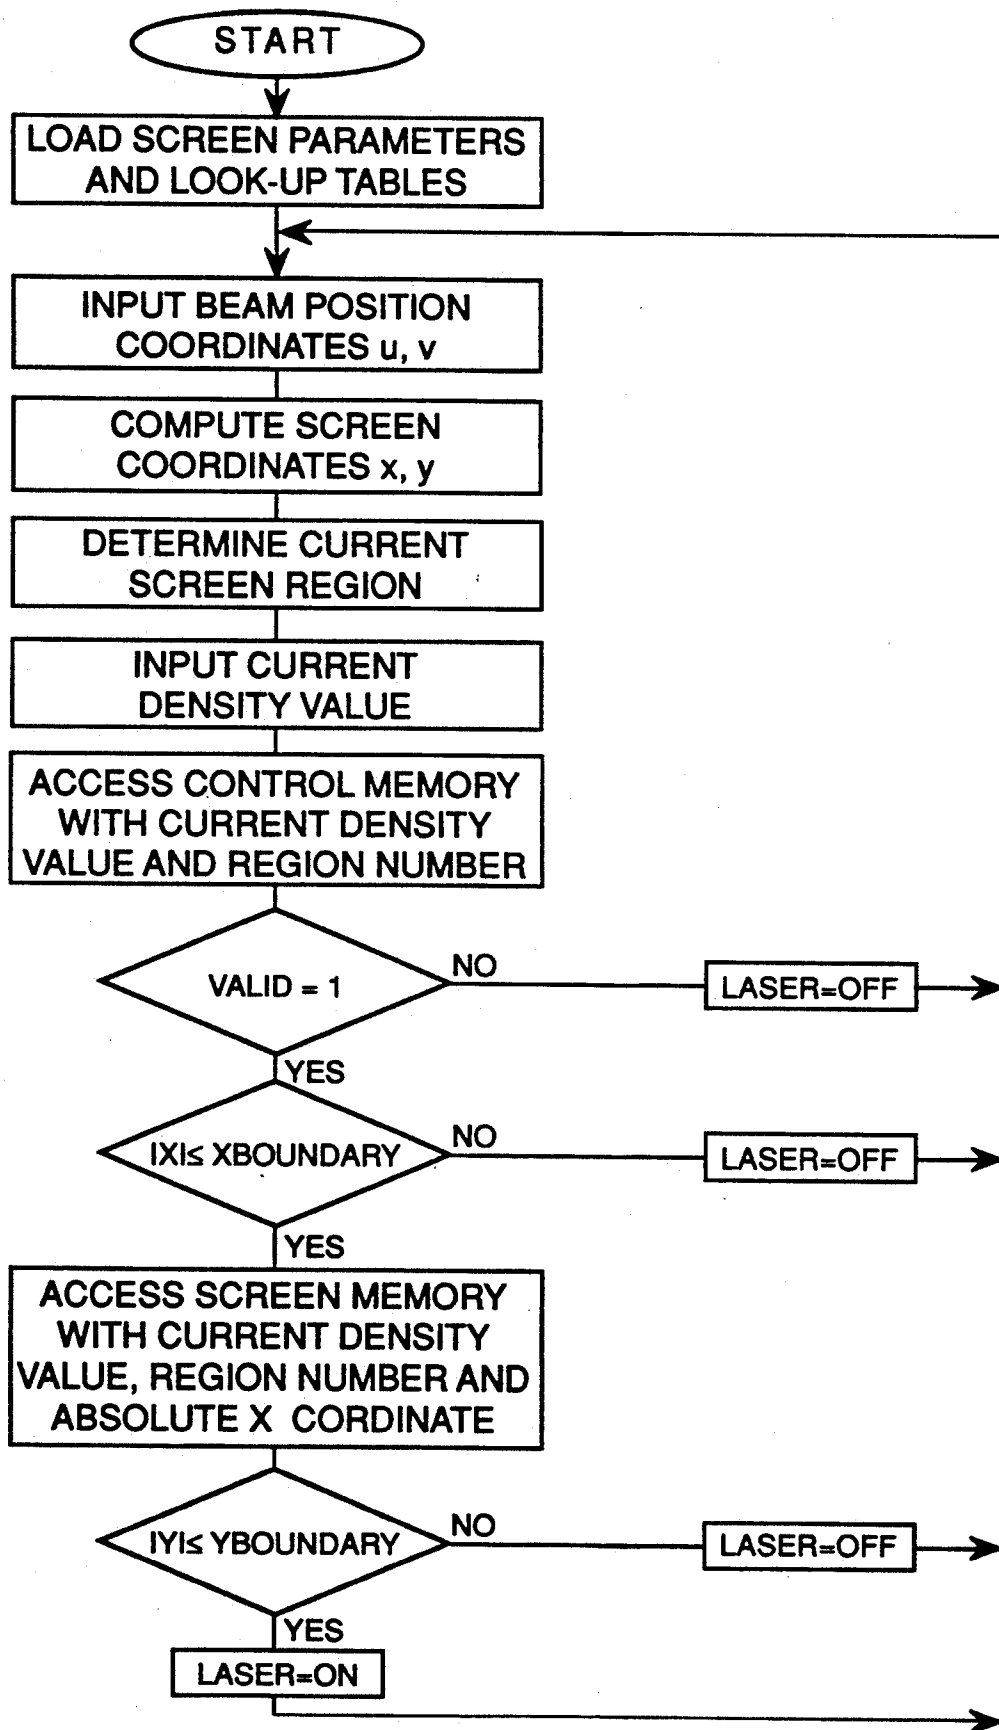 START
LOAD SCREEN PARAMETERS
AND LOOK-UP TABLES
INPUT BEAM POSITION
COORDINATES u, v
COMPUTE SCREEN
COORDINATES x, y
DETERMINE CURRENT
SCREEN REGION
INPUT CURRENT
DENSITY VALUE
ACCESS CONTROL MEMORY
WITH CURRENT DENSITY
VALUE AND REGION NUMBER
VALID = 1
NO
LASER=OFF
YES
|X|≤ XBOUNDARY
NO
LASER=OFF
YES
ACCESS SCREEN MEMORY
WITH CURRENT DENSITY
VALUE, REGION NUMBER AND
ABSOLUTE X CORDINATE
|Y|≤ YBOUNDARY
NO
LASER=OFF
YES
LASER=ON